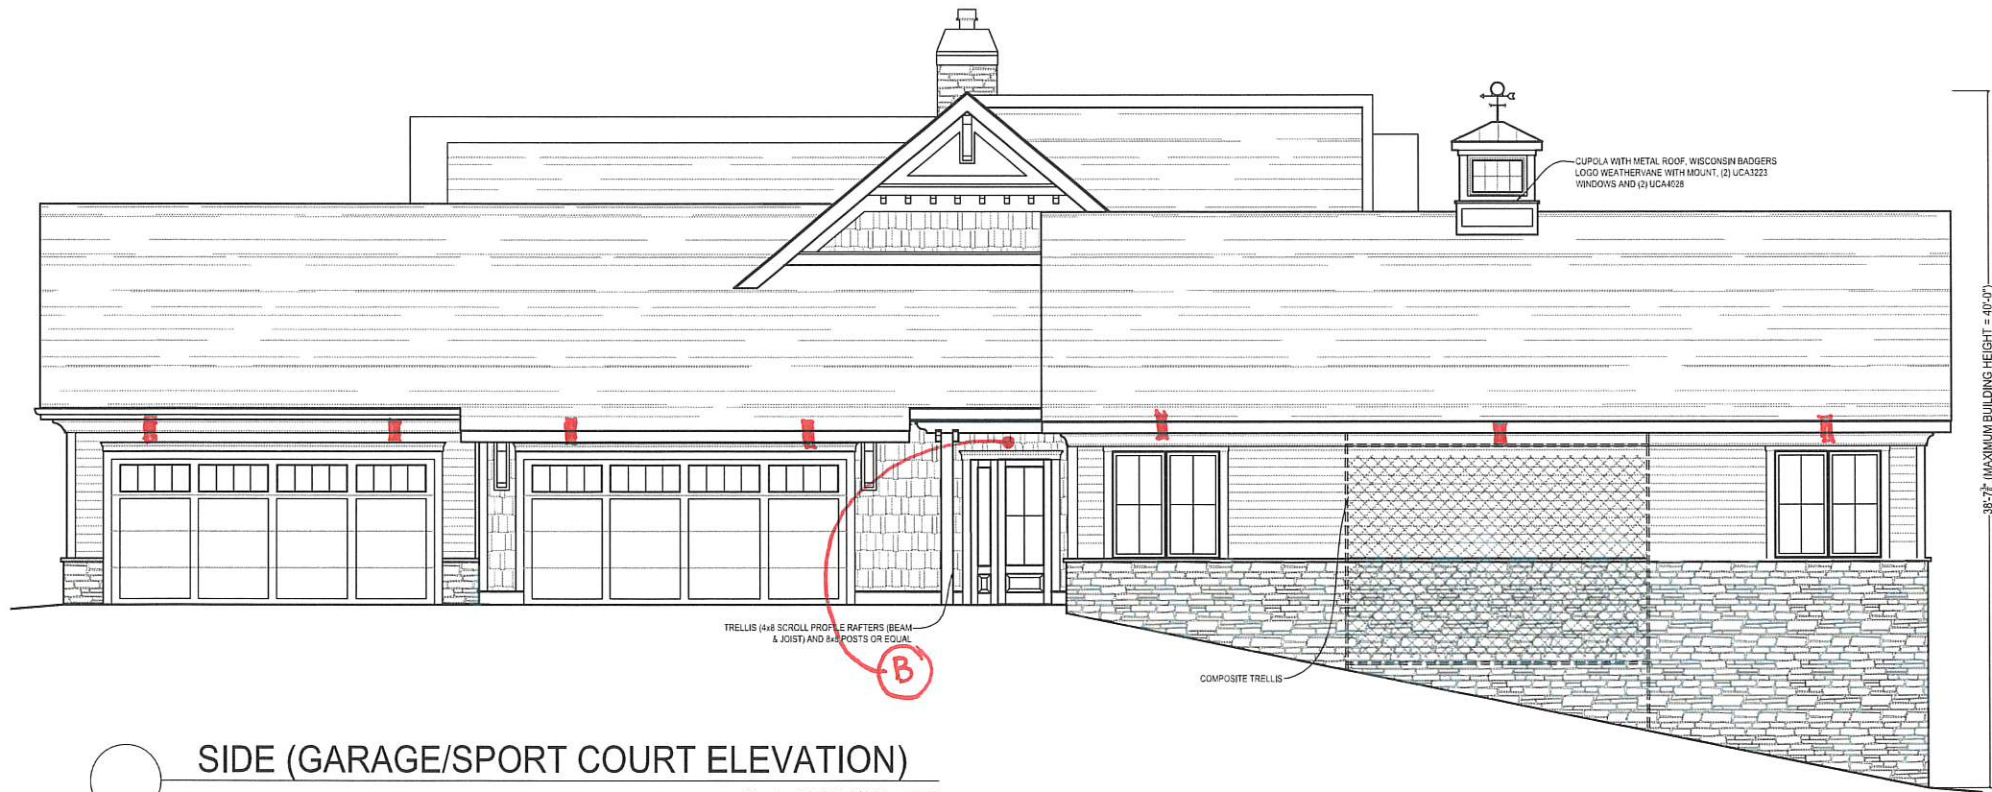 CUPOLA WITH METAL ROOF, WISCONSIN BADGERS
LOGO WEATHERVANE WITH MOUNT, (2) UCA3223
WINDOWS AND (2) UCA4028
38'-7¾" (MAXIMUM BUILDING HEIGHT = 40'-0")
TRELLIS (4x8 SCROLL PROFILE RAFTERS (BEAM
& JOIST) AND 8x8 POSTS OR EQUAL
B
COMPOSITE TRELLIS
SIDE (GARAGE/SPORT COURT ELEVATION)